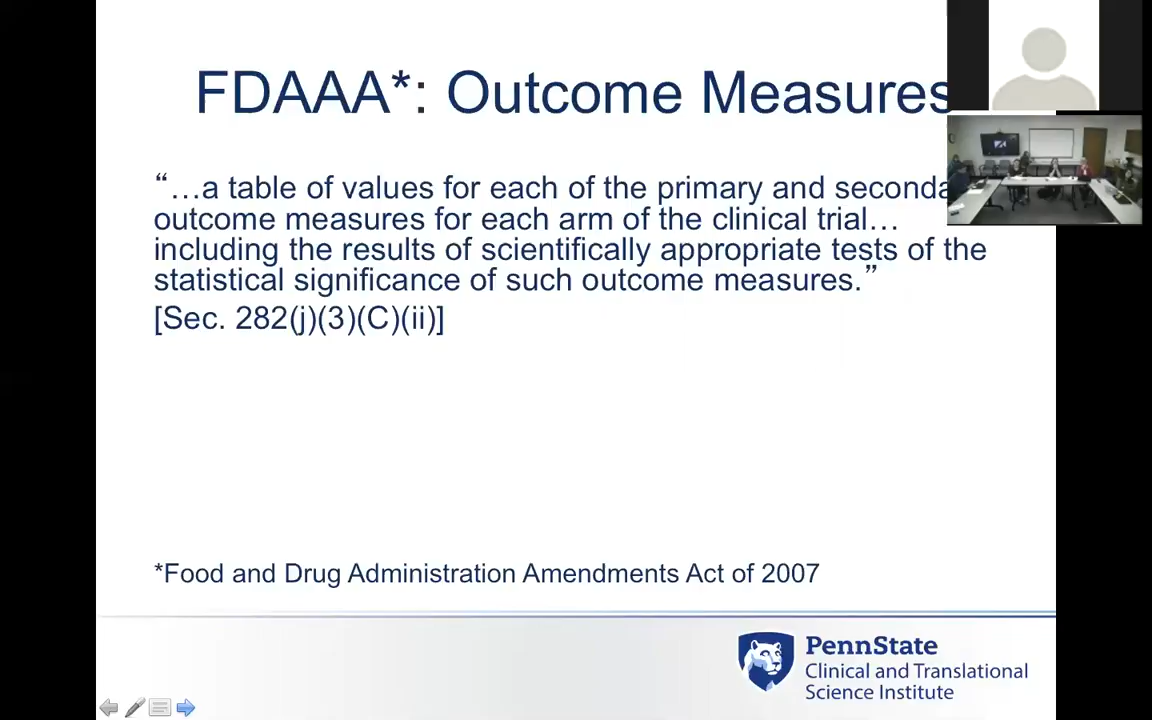 FDAAA*: Outcome Measures
“…a table of values for each of the primary and seconda
outcome measures for each arm of the clinical trial…
including the results of scientifically appropriate tests of the
statistical significance of such outcome measures.”
[Sec. 282(j)(3)(C)(ii)]
*Food and Drug Administration Amendments Act of 2007
PennState
Clinical and Translational
Science Institute